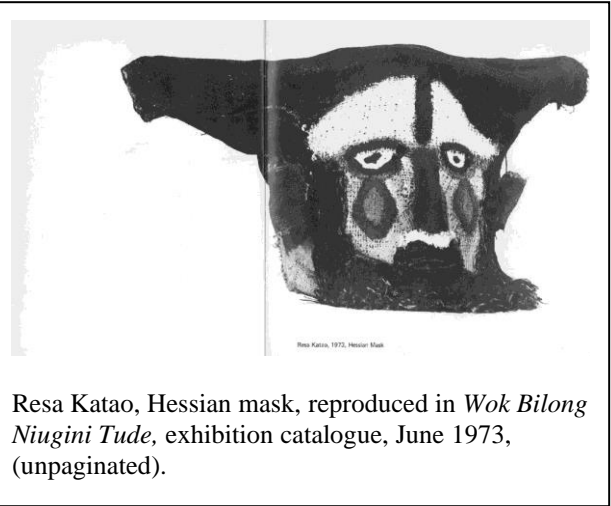 Resa Katao, 1972, Hessian Mask
Resa Katao, Hessian mask, reproduced in Wok Bilong
Niugini Tude, exhibition catalogue, June 1973,
(unpaginated).